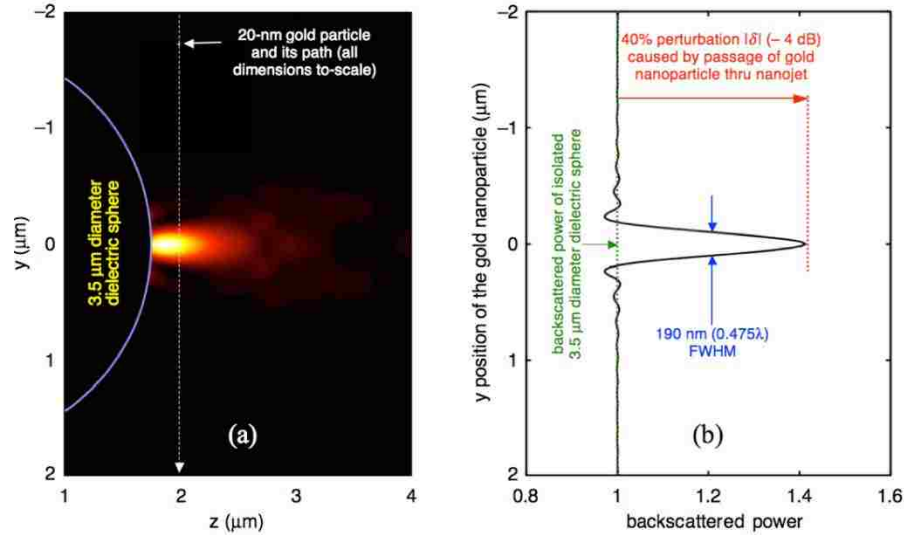 –2
–1
0
1
2
y (μm)
20-nm gold particle
and its path (all
dimensions to-scale)
3.5 μm diameter
dielectric sphere
(a)
1
2
3
4
z (μm)
–2
–1
0
1
2
y position of the gold nanoparticle (μm)
40% perturbation |δ| (– 4 dB)
caused by passage of gold
nanoparticle thru nanojet
backscattered power of isolated
3.5 μm diameter dielectric sphere
190 nm (0.475λ)
FWHM
(b)
0.8
1
1.2
1.4
1.6
backscattered power